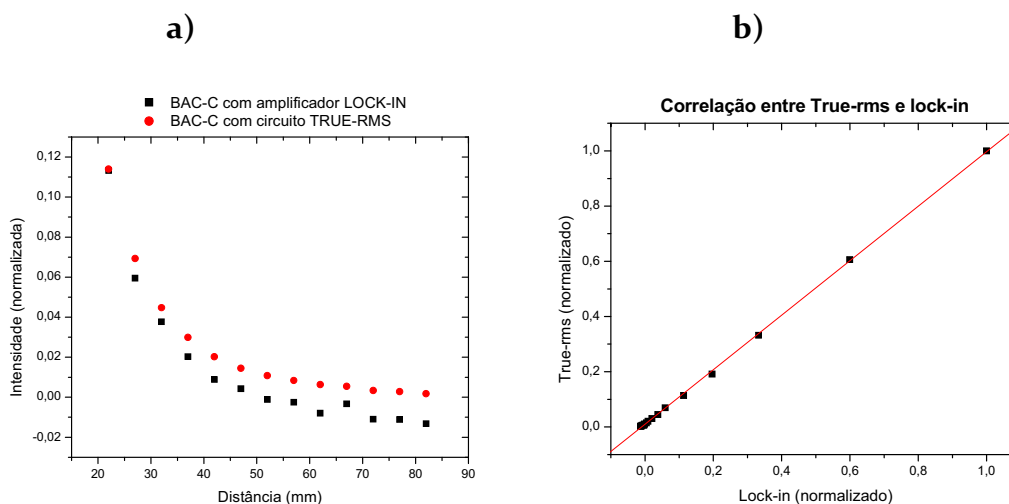 a)
b)
BAC-C com amplificador LOCK-IN
BAC-C com circuito TRUE-RMS
0,12
0,10
0,08
0,06
0,04
0,02
0,00
-0,02
20 30 40 50 60 70 80 90
Intensidade (normalizada)
Distância (mm)
Correlação entre True-rms e lock-in
1,0
0,8
0,6
0,4
0,2
0,0
0,0 0,2 0,4 0,6 0,8 1,0
True-rms (normalizado)
Lock-in (normalizado)